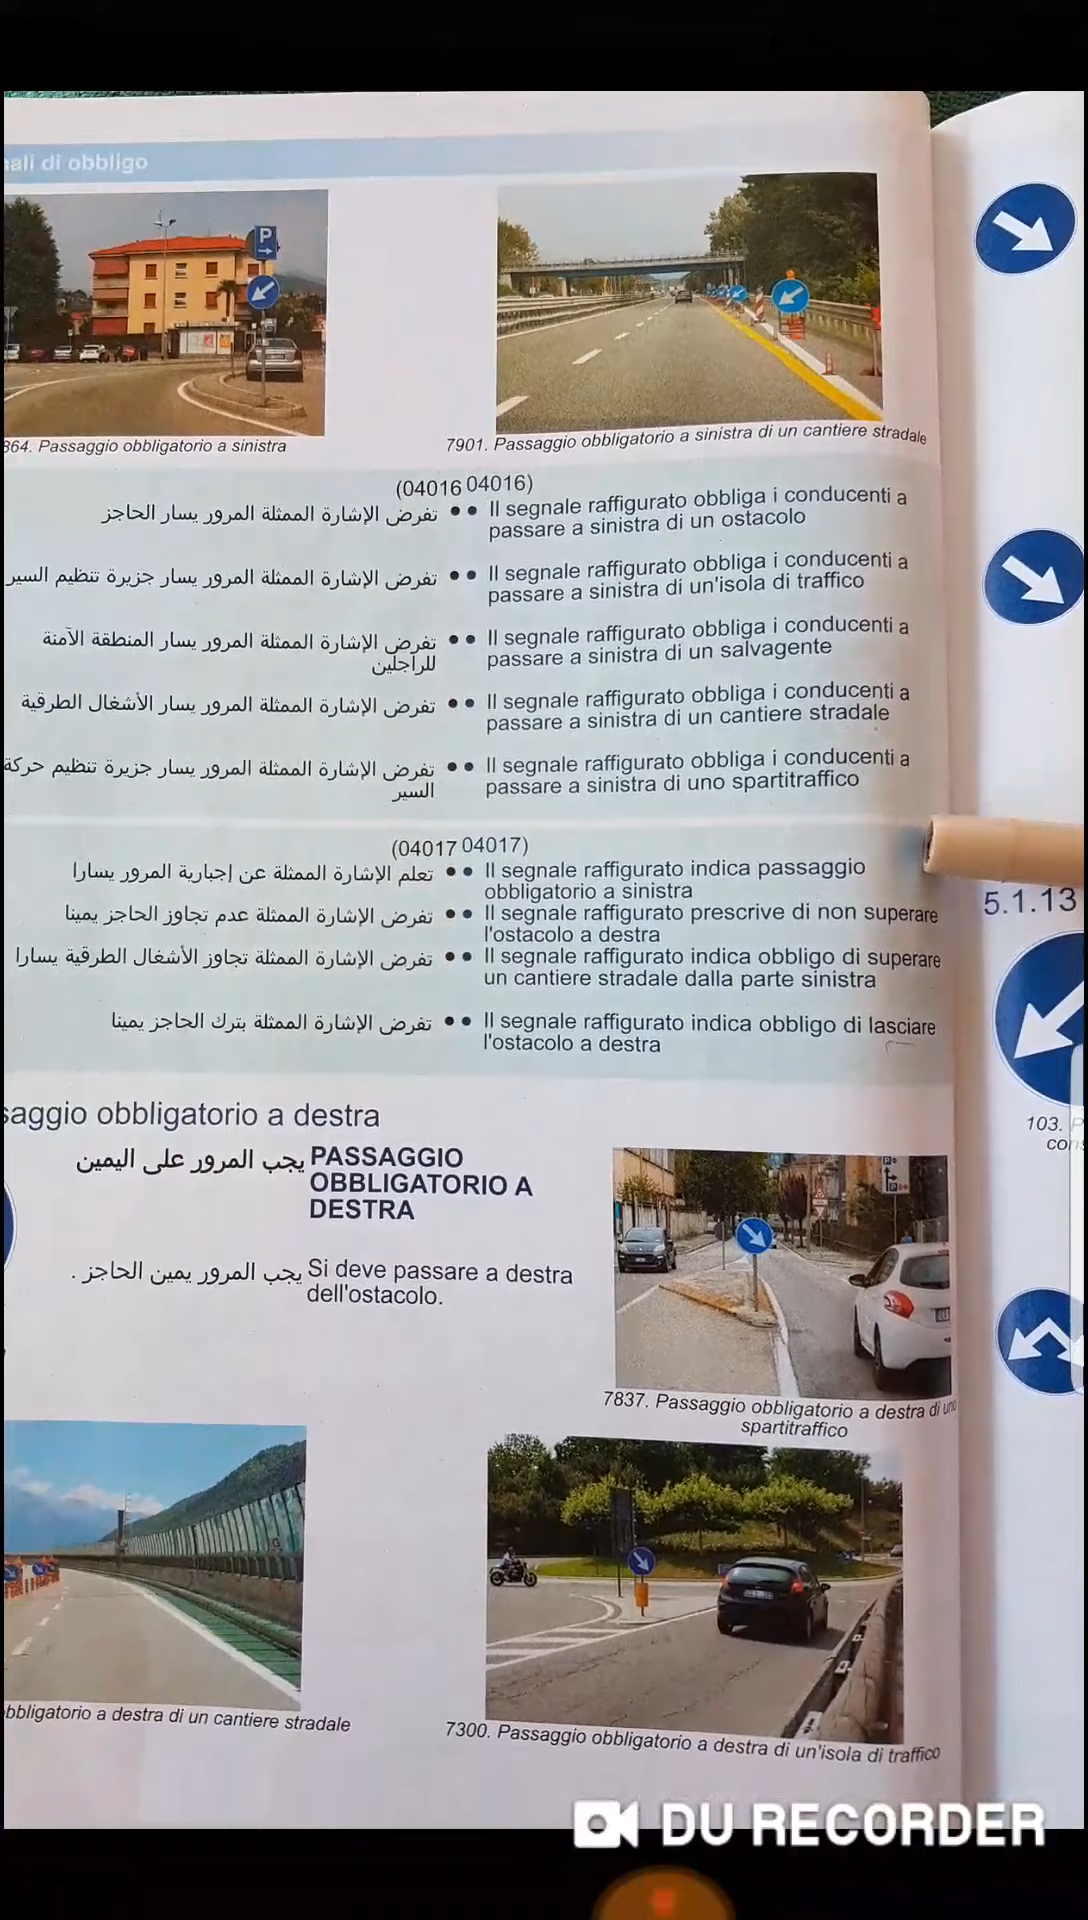 ali di obbligo
P
864. Passaggio obbligatorio a sinistra
7901. Passaggio obbligatorio a sinistra di un cantiere stradale
(04016 04016)
تفرض الإشارة الممثلة المرور يسار الحاجز • • Il segnale raffigurato obbliga i conducenti a
passare a sinistra di un ostacolo
تفرض الإشارة الممثلة المرور يسار جزيرة تنظيم السير • • Il segnale raffigurato obbliga i conducenti a
passare a sinistra di un'isola di traffico
تفرض الإشارة الممثلة المرور يسار المنطقة الآمنة • • Il segnale raffigurato obbliga i conducenti a
للراجلين passare a sinistra di un salvagente
تفرض الإشارة الممثلة المرور يسار الأشغال الطرقية • • Il segnale raffigurato obbliga i conducenti a
passare a sinistra di un cantiere stradale
تفرض الإشارة الممثلة المرور يسار جزيرة تنظيم حركة • • Il segnale raffigurato obbliga i conducenti a
السير passare a sinistra di uno spartitraffico
(04017 04017)
تعلم الإشارة الممثلة عن إجبارية المرور يسارا • • Il segnale raffigurato indica passaggio
obbligatorio a sinistra
تفرض الإشارة الممثلة عدم تجاوز الحاجز يمينا • • Il segnale raffigurato prescrive di non superare
l'ostacolo a destra
تفرض الإشارة الممثلة تجاوز الأشغال الطرقية يسارا • • Il segnale raffigurato indica obbligo di superare
un cantiere stradale dalla parte sinistra
تفرض الإشارة الممثلة بترك الحاجز يمينا • • Il segnale raffigurato indica obbligo di lasciare
l'ostacolo a destra
saggio obbligatorio a destra
يجب المرور على اليمين PASSAGGIO
OBBLIGATORIO A
DESTRA
يجب المرور يمين الحاجز . Si deve passare a destra
dell'ostacolo.
7837. Passaggio obbligatorio a destra di uno
spartitraffico
obbligatorio a destra di un cantiere stradale
7300. Passaggio obbligatorio a destra di un'isola di traffico
5.1.13
103. P
con
DU RECORDER